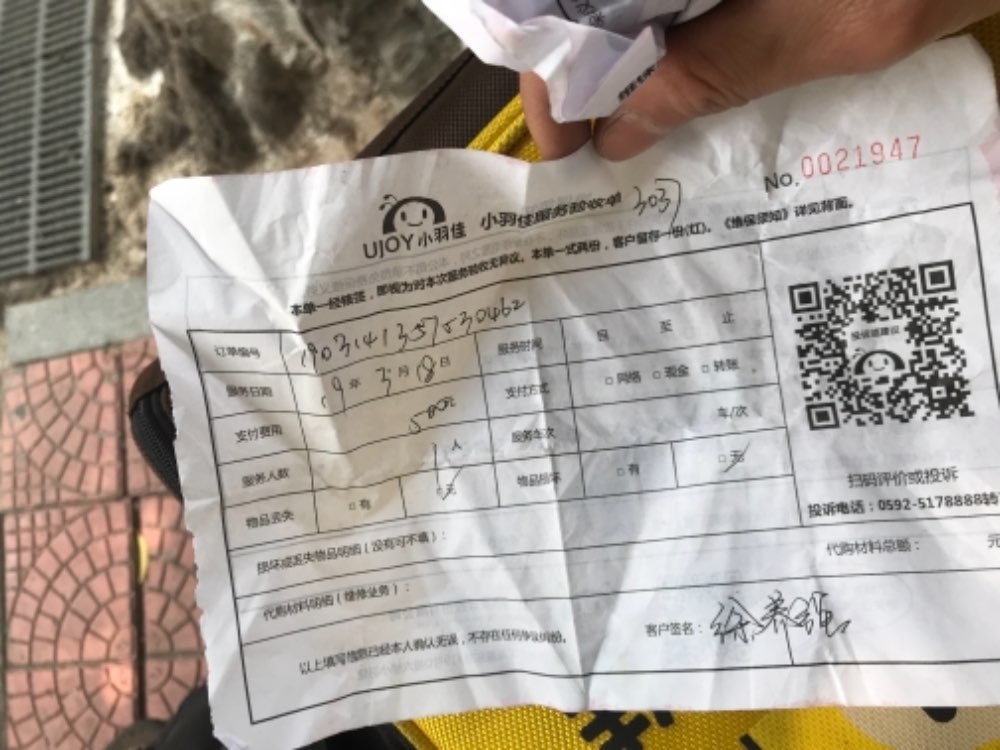 No. 0021947
UJOY小羽佳 小羽佳服务验收单 3037
本单一经填签，即视为对本次服务验收无异议。本单一式两份，客户留存一份(红)。《维保须知》详见背面。
订单编号 服务时间 自 至 止
服务日期 19年 3月 18日 支付方式 □网络 □现金 □转账
支付费用 服务车次 车/次
服务人数 1人 物品损坏 □有 □无
物品丢失 □有 □无
扫码评价或投诉
投诉电话：0592-5178888转
损坏或丢失物品明细（没有可不填）：
代购材料明细（维修业务）： 代购材料总额： 元
以上填写信息已经本人确认无误，不存在任何争议纠纷。 客户签名：